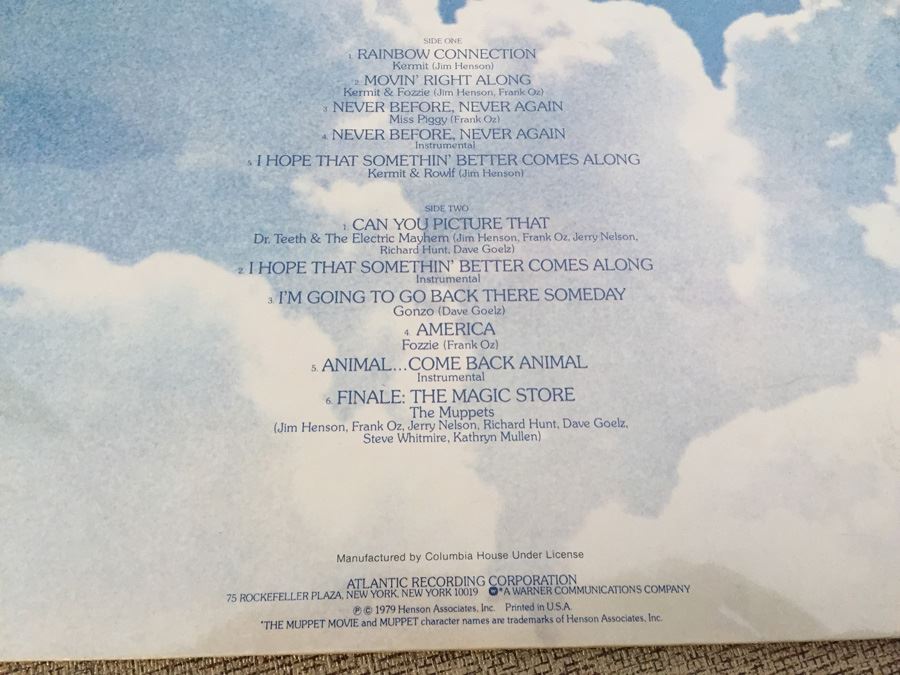 SIDE ONE
1. RAINBOW CONNECTION
Kermit (Jim Henson)
2. MOVIN' RIGHT ALONG
Kermit & Fozzie (Jim Henson, Frank Oz)
3. NEVER BEFORE, NEVER AGAIN
Miss Piggy (Frank Oz)
4. NEVER BEFORE, NEVER AGAIN
Instrumental
5. I HOPE THAT SOMETHIN' BETTER COMES ALONG
Kermit & Rowlf (Jim Henson)
SIDE TWO
1. CAN YOU PICTURE THAT
Dr. Teeth & The Electric Mayhem (Jim Henson, Frank Oz, Jerry Nelson,
Richard Hunt, Dave Goelz)
2. I HOPE THAT SOMETHIN' BETTER COMES ALONG
Instrumental
3. I'M GOING TO GO BACK THERE SOMEDAY
Gonzo (Dave Goelz)
4. AMERICA
Fozzie (Frank Oz)
5. ANIMAL...COME BACK ANIMAL
Instrumental
6. FINALE: THE MAGIC STORE
The Muppets
(Jim Henson, Frank Oz, Jerry Nelson, Richard Hunt, Dave Goelz,
Steve Whitmire, Kathryn Mullen)
Manufactured by Columbia House Under License
ATLANTIC RECORDING CORPORATION
75 ROCKEFELLER PLAZA, NEW YORK, NEW YORK 10019 *A WARNER COMMUNICATIONS COMPANY
℗ © 1979 Henson Associates, Inc. Printed in U.S.A.
*THE MUPPET MOVIE and MUPPET character names are trademarks of Henson Associates, Inc.